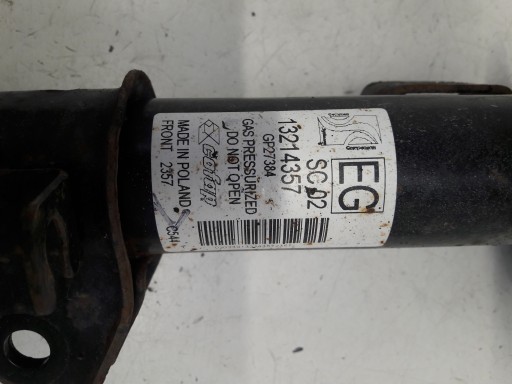 EG
SC 02
13214357
GP27384
GAS PRESSURIZED
DO NOT OPEN
MADE IN POLAND
FRONT 2357